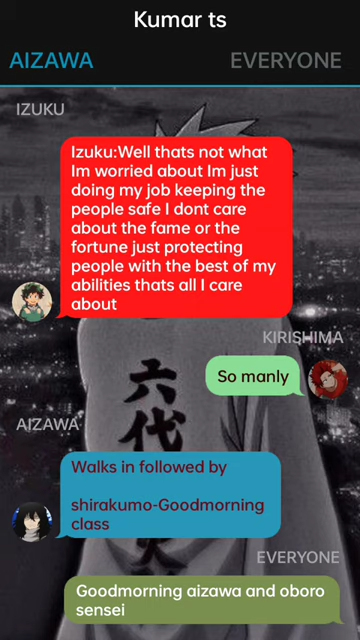 Kumar ts
AIZAWA
EVERYONE
IZUKU
Izuku:Well thats not what
Im worried about Im just
doing my job keeping the
people safe I dont care
about the fame or the
fortune just protecting
people with the best of my
abilities thats all I care
about
KIRISHIMA
So manly
AIZAWA
六代
Walks in followed by
shirakumo-Goodmorning
class
EVERYONE
Goodmorning aizawa and oboro
sensei